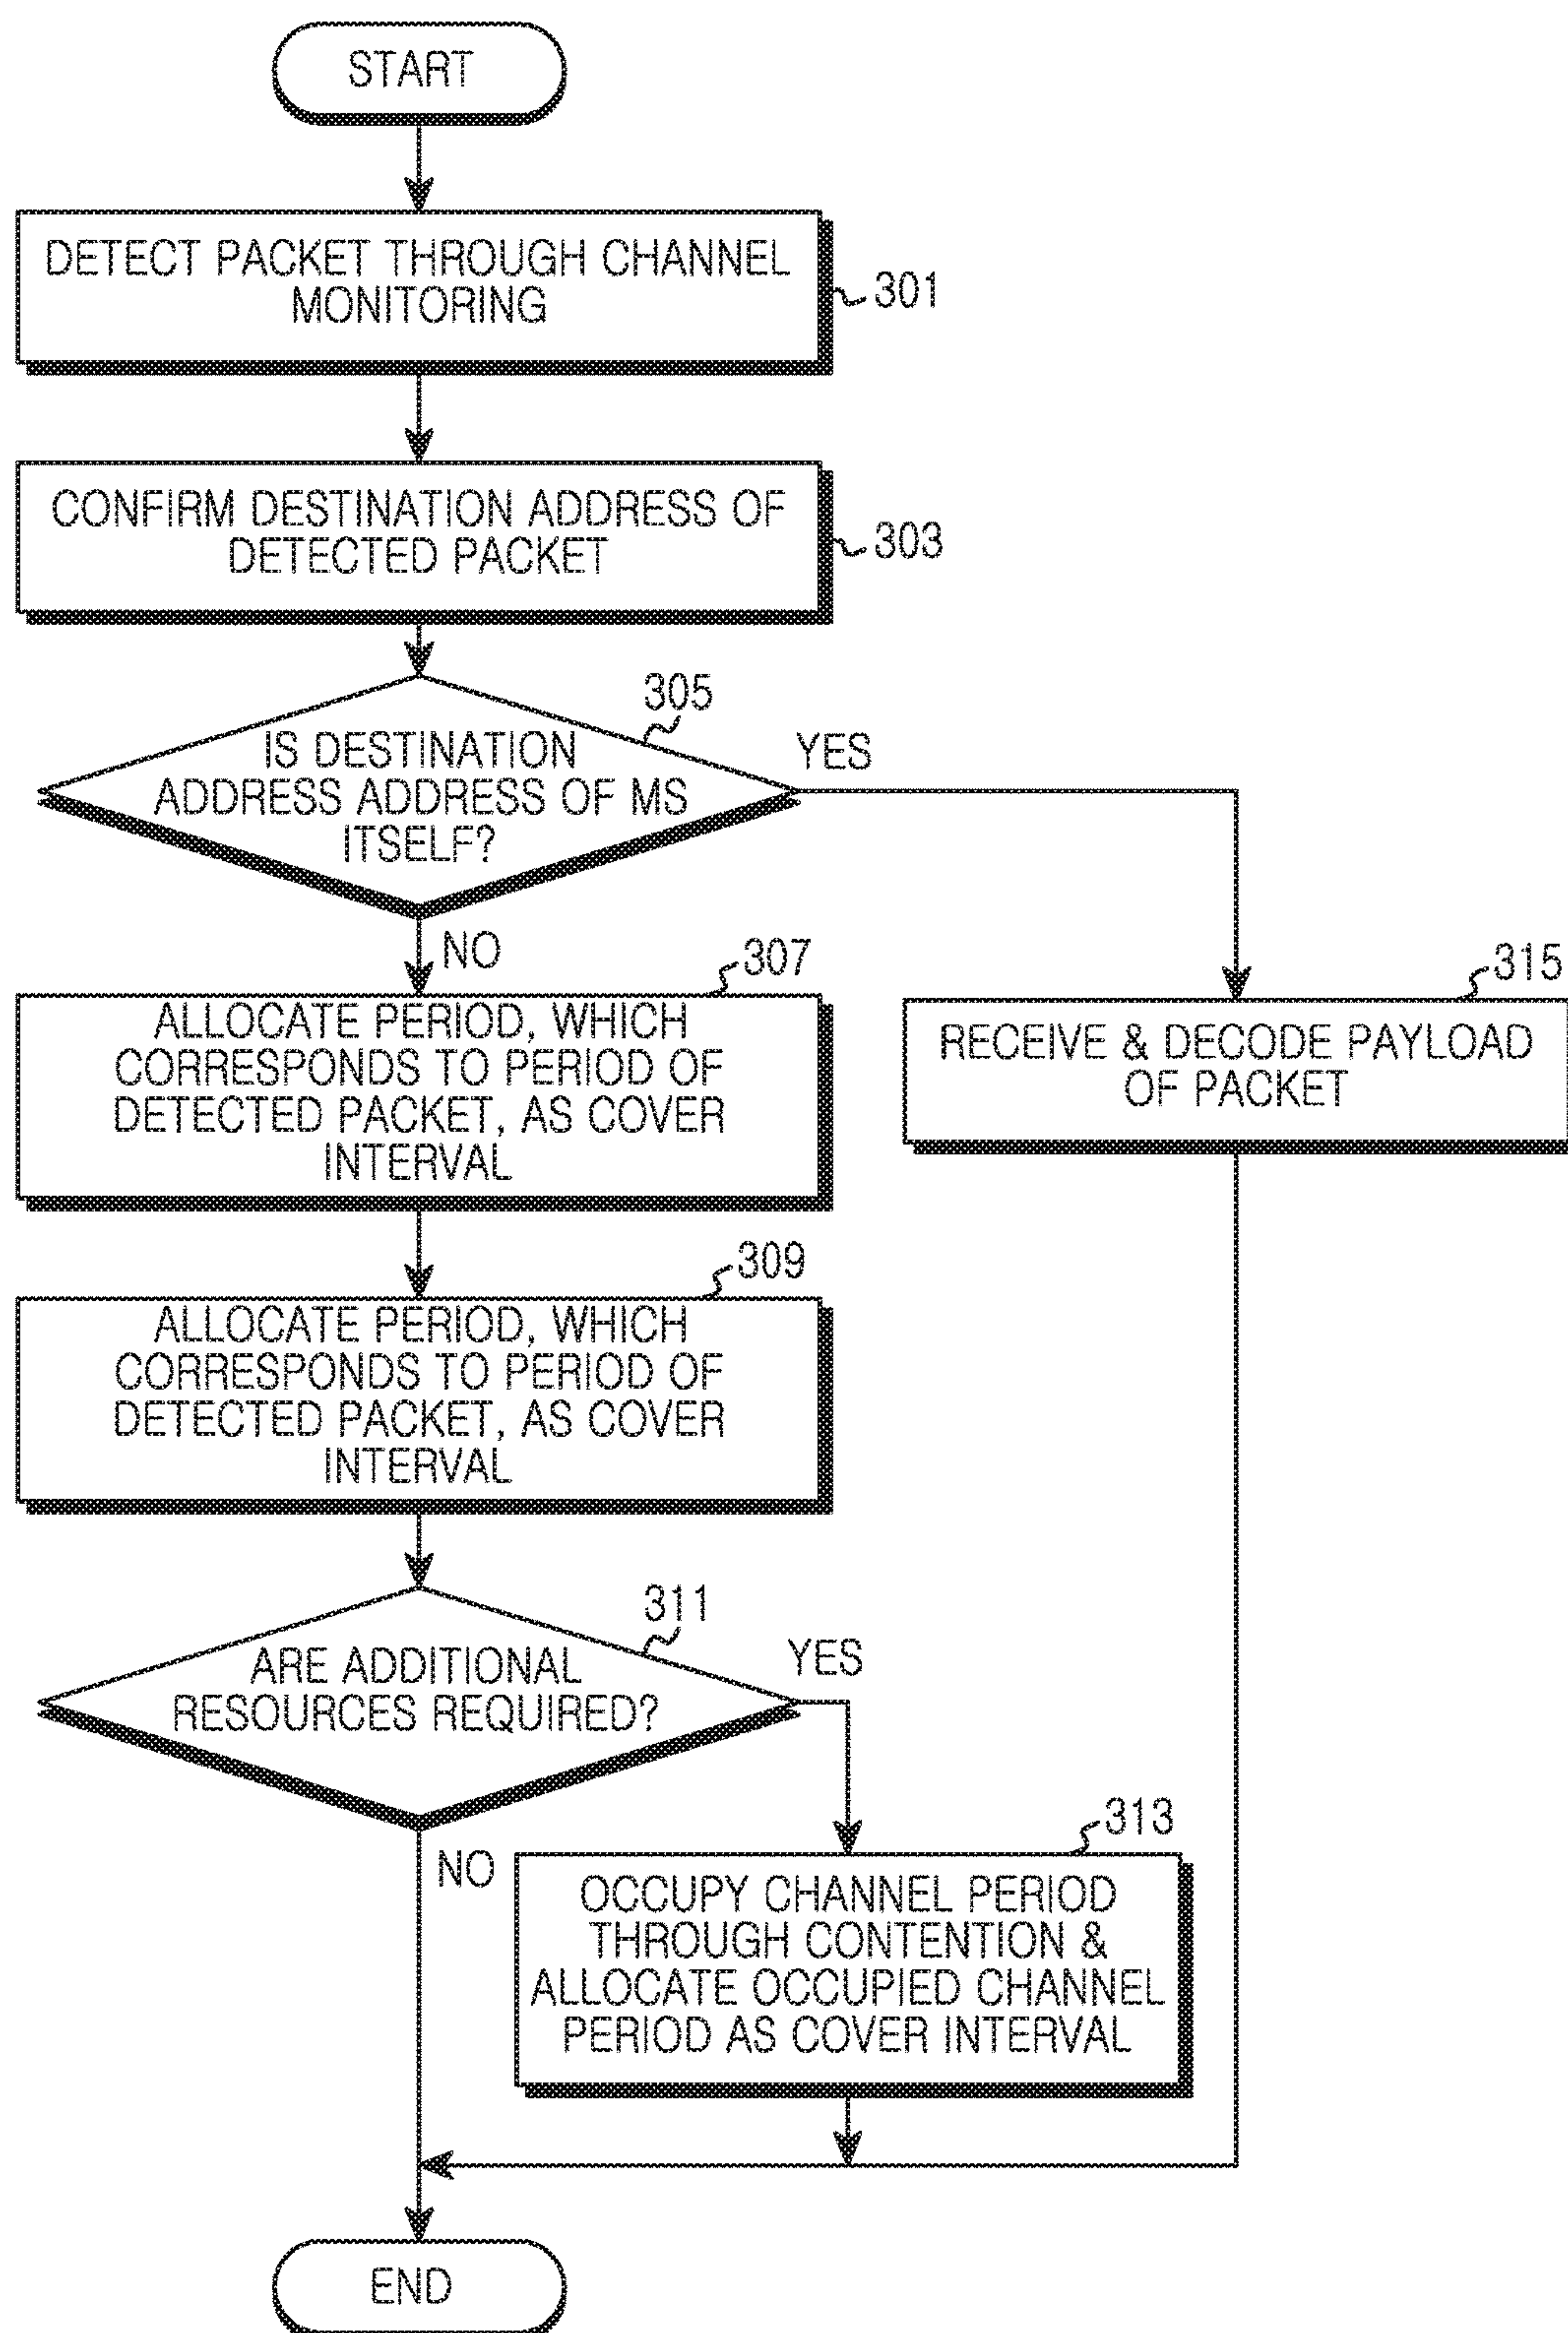 START
DETECT PACKET THROUGH CHANNEL
MONITORING
301
CONFIRM DESTINATION ADDRESS OF
DETECTED PACKET
303
305
IS DESTINATION
ADDRESS ADDRESS OF MS
ITSELF?
YES
NO
307
ALLOCATE PERIOD, WHICH
CORRESPONDS TO PERIOD OF
DETECTED PACKET, AS COVER
INTERVAL
315
RECEIVE & DECODE PAYLOAD
OF PACKET
309
ALLOCATE PERIOD, WHICH
CORRESPONDS TO PERIOD OF
DETECTED PACKET, AS COVER
INTERVAL
311
ARE ADDITIONAL
RESOURCES REQUIRED?
YES
NO
313
OCCUPY CHANNEL PERIOD
THROUGH CONTENTION &
ALLOCATE OCCUPIED CHANNEL
PERIOD AS COVER INTERVAL
END